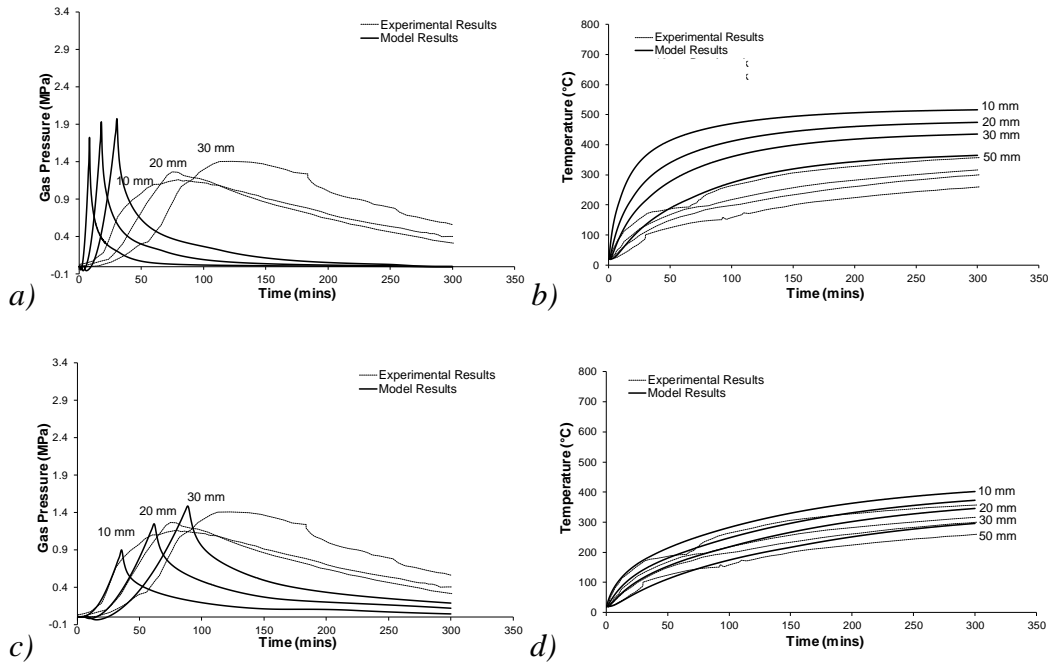 3.4
2.9
2.4
1.9
1.4
0.9
0.4
-0.1
Gas Pressure (MPa)
Experimental Results
Model Results
30 mm
20 mm
10 mm
0 50 100 150 200 250 300 350
Time (mins)
a)
800
700
600
500
400
300
200
100
0
Temperature (°C)
Experimental Results
Model Results
10 mm
20 mm
30 mm
50 mm
0 50 100 150 200 250 300 350
Time (mins)
b)
3.4
2.9
2.4
1.9
1.4
0.9
0.4
-0.1
Gas Pressure (MPa)
Experimental Results
Model Results
30 mm
20 mm
10 mm
0 50 100 150 200 250 300 350
Time (mins)
c)
800
700
600
500
400
300
200
100
0
Temperature (°C)
Experimental Results
Model Results
10 mm
20 mm
30 mm
50 mm
0 50 100 150 200 250 300 350
Time (mins)
d)